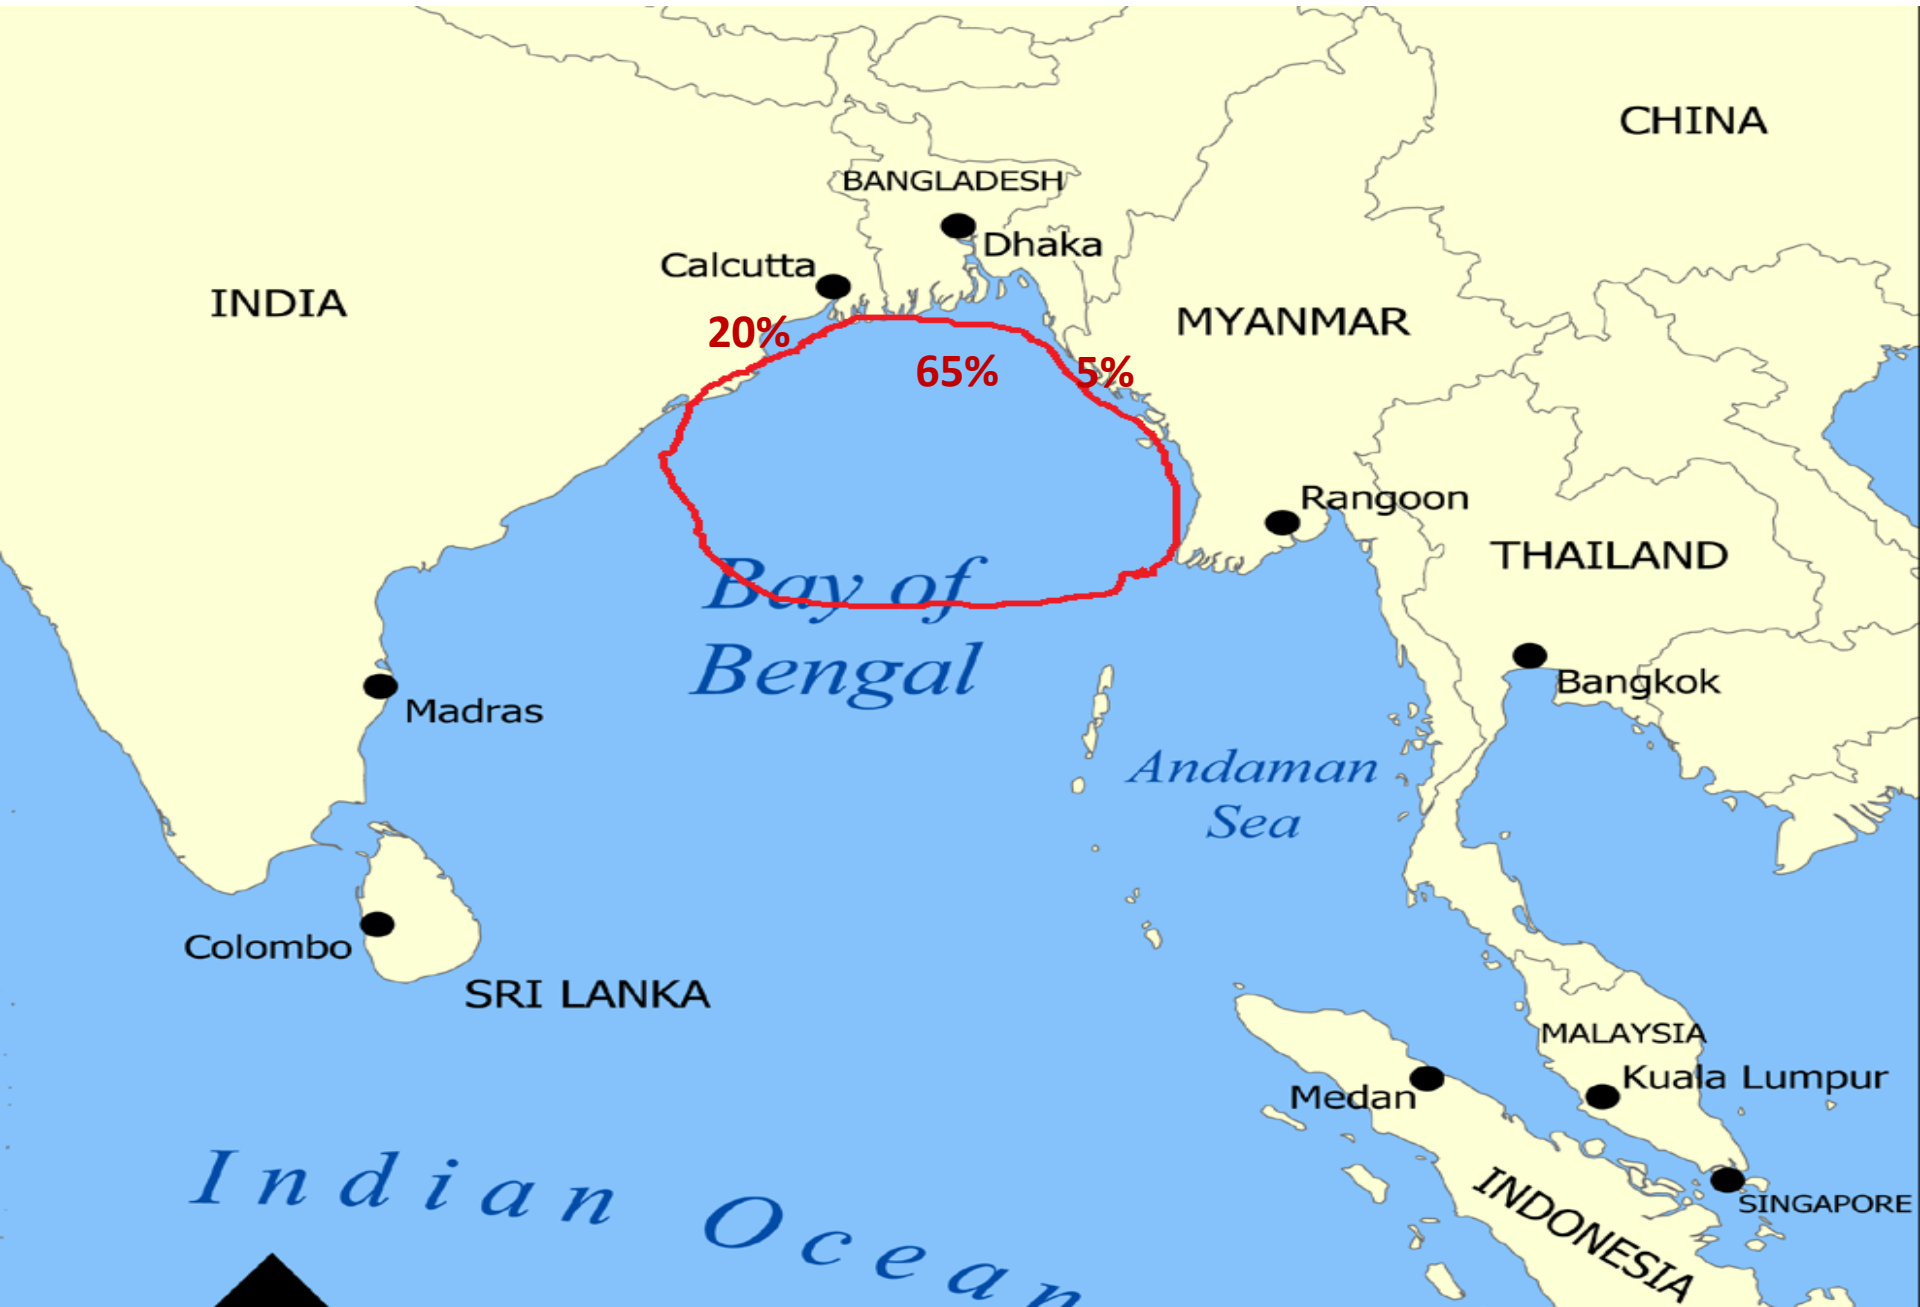 CHINA
BANGLADESH
Dhaka
Calcutta
INDIA
MYANMAR
20%
65%
5%
Rangoon
THAILAND
Bay of
Bengal
Bangkok
Madras
Andaman
Sea
Colombo
SRI LANKA
MALAYSIA
Kuala Lumpur
Medan
SINGAPORE
INDONESIA
Indian Ocean